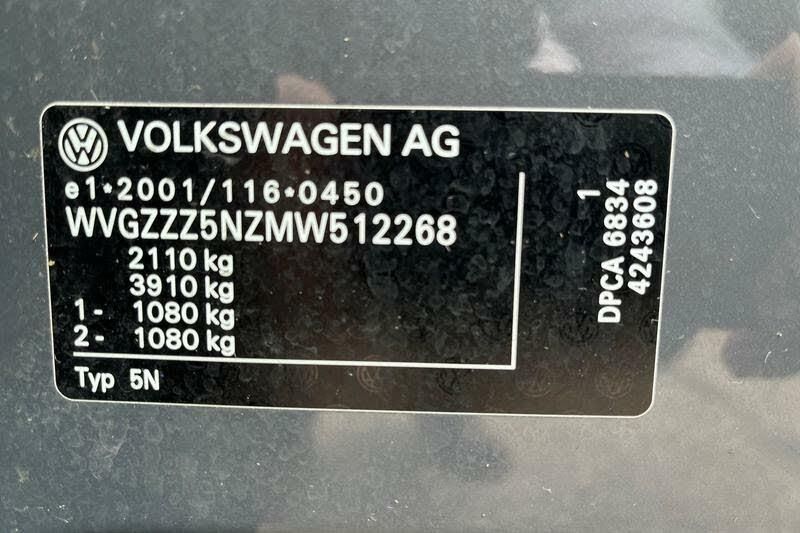 VOLKSWAGEN AG
e1*2001/116*0450
WVGZZZ5NZMW512268
2110 kg
3910 kg
1- 1080 kg
2- 1080 kg
Typ 5N
1
DPCA 6834
4243608